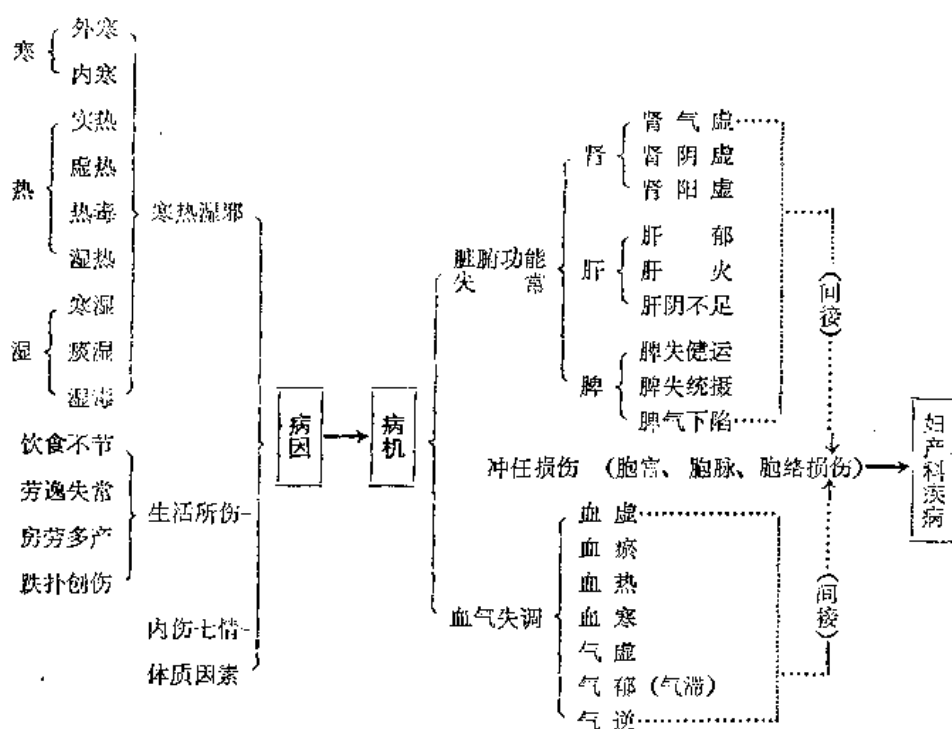 寒
外寒
内寒
热
实热
虚热
热毒
湿热
湿
寒湿
痰湿
湿毒
寒热湿邪
饮食不节
劳逸失常
房劳多产
跌扑创伤
生活所伤
内伤七情
体质因素
病因
病机
脏腑功能
失常
肾
肾气虚
肾阴虚
肾阳虚
肝
肝郁
肝火
肝阴不足
脾
脾失健运
脾失统摄
脾气下陷
(间接)
冲任损伤 (胞宫、胞脉、胞络损伤)
血气失调
血虚
血瘀
血热
血寒
气虚
气郁(气滞)
气逆
(间接)
妇产科疾病